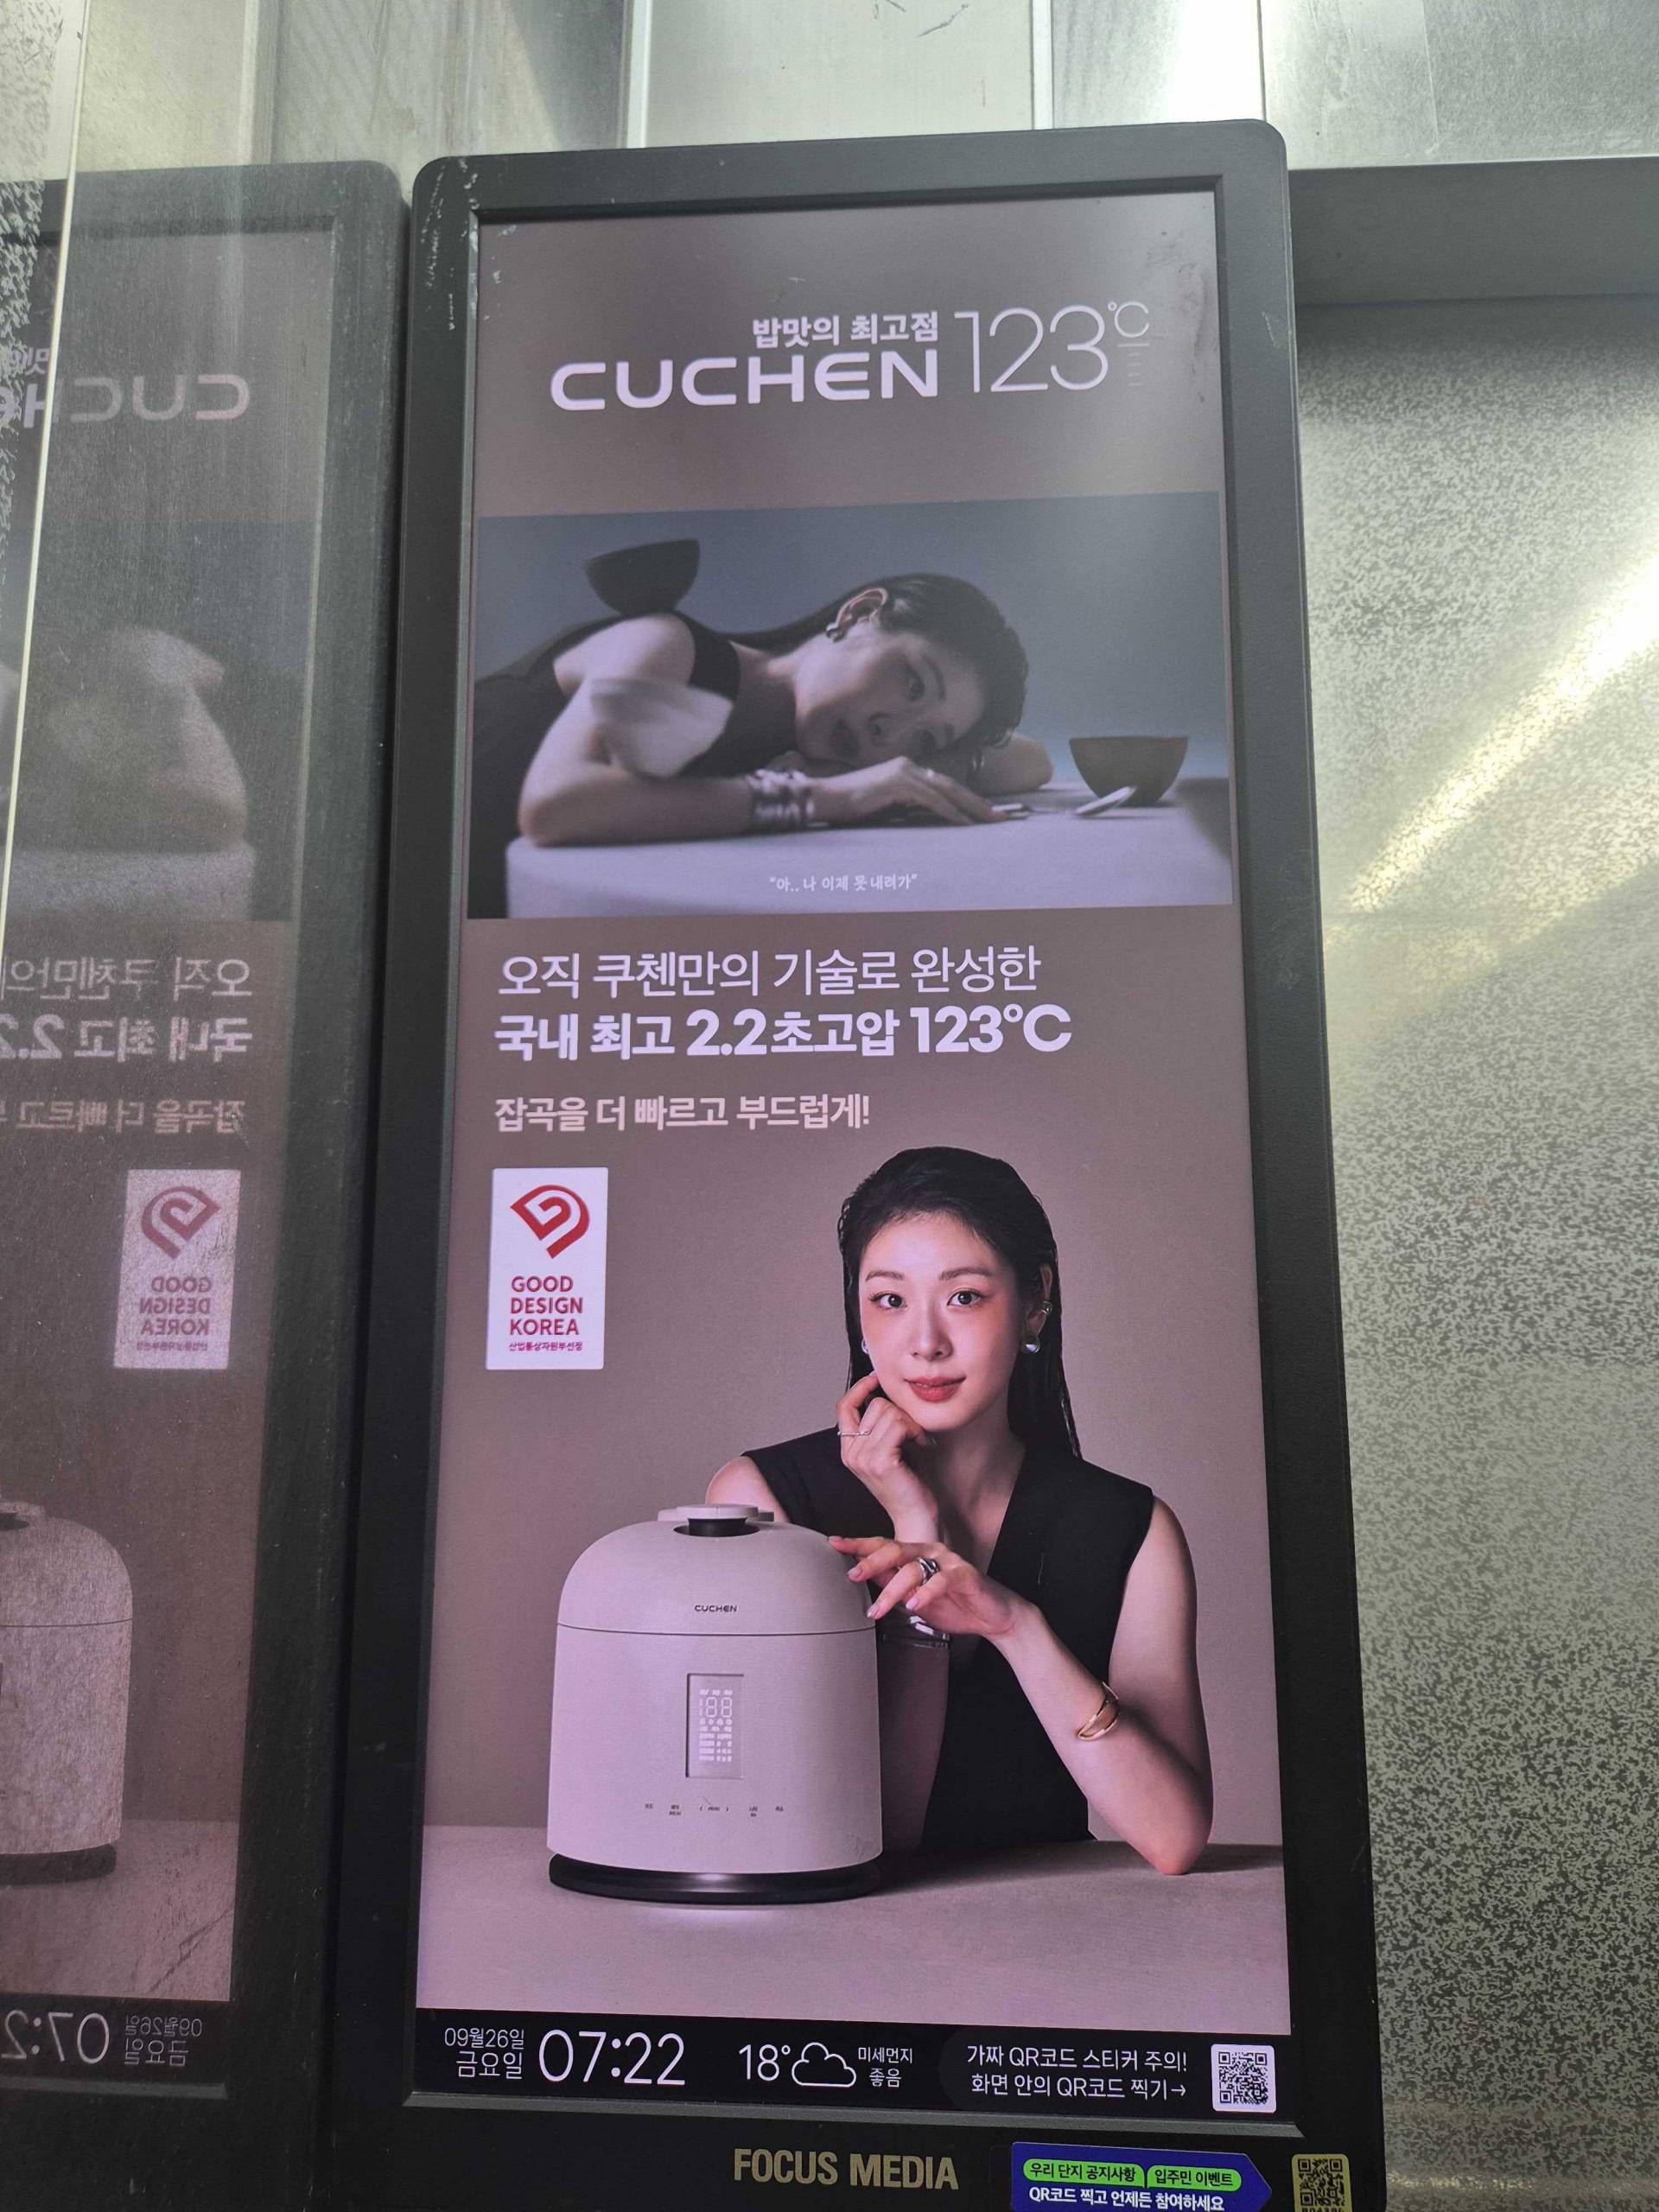 밥맛의 최고점
CUCHEN 123℃
"아.. 나 이제 못 내려가"
오직 쿠첸만의 기술로 완성한
국내 최고 2.2초고압 123℃
잡곡을 더 빠르고 부드럽게!
GOOD
DESIGN
KOREA
산업통상자원부선정
CUCHEN
188
09월26일
금요일
07:22
18°
미세먼지
좋음
가짜 QR코드 스티커 주의!
화면 안의 QR코드 찍기→
FOCUS MEDIA
우리 단지 공지사항
입주민 이벤트
QR코드 찍고 언제든 참여하세요